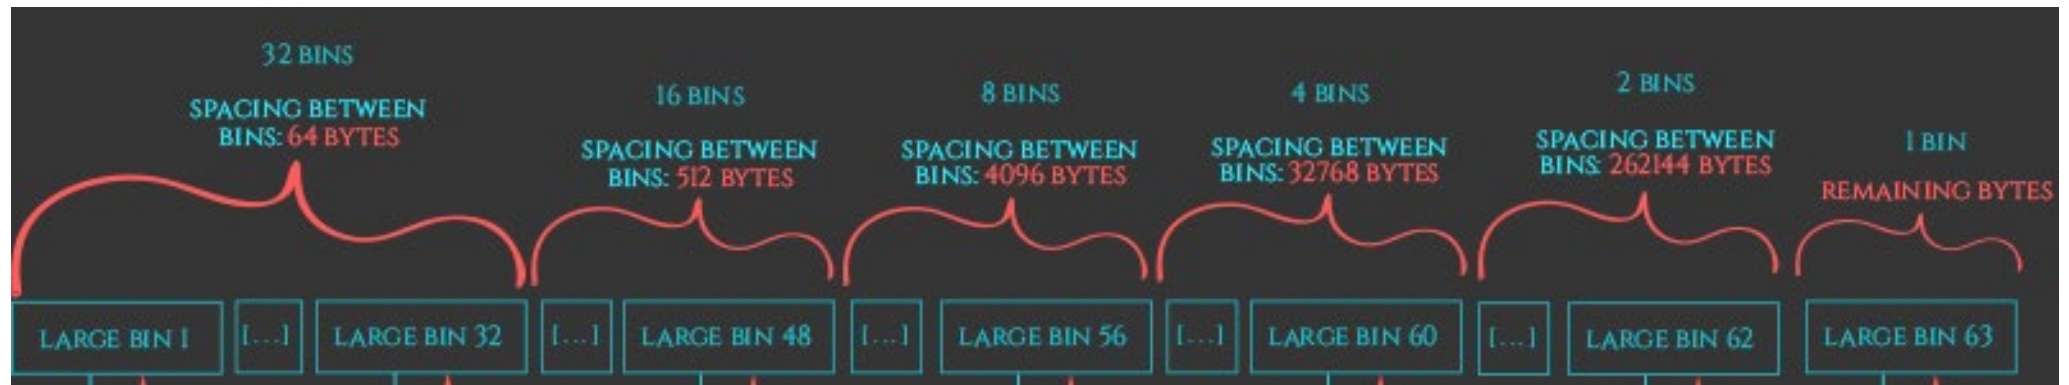 32 BINS
SPACING BETWEEN
BINS: 64 BYTES
16 BINS
SPACING BETWEEN
BINS: 512 BYTES
8 BINS
SPACING BETWEEN
BINS: 4096 BYTES
4 BINS
SPACING BETWEEN
BINS: 32768 BYTES
2 BINS
SPACING BETWEEN
BINS: 262144 BYTES
1 BIN
REMAINING BYTES
LARGE BIN 1
[...]
LARGE BIN 32
[...]
LARGE BIN 48
[...]
LARGE BIN 56
[...]
LARGE BIN 60
[...]
LARGE BIN 62
LARGE BIN 63